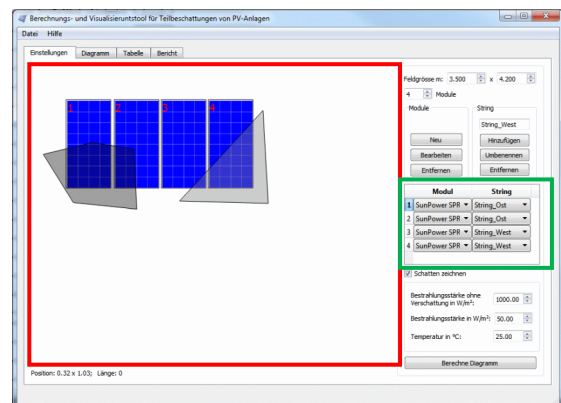 Berechnungs- und Visualisieruntstool für Teilbeschattungen von PV-Anlagen
Datei Hilfe
Einstellungen Diagramm Tabelle Bericht
Feldgrösse m: 3.500 x 4.200
4 Module
Module String
String_West
Neu Hinzufügen
Bearbeiten Umbenennen
Entfernen Entfernen
1 2 3 4
Modul String
1 SunPower SPR String_Ost
2 SunPower SPR String_Ost
3 SunPower SPR String_West
4 SunPower SPR String_West
Schatten zeichnen
Bestrahlungsstärke ohne
Verschattung in W/m²: 1000.00
Bestrahlungsstärke in W/m²: 50.00
Temperatur in °C: 25.00
Berechne Diagramm
Position: 0.32 x 1.03; Länge: 0